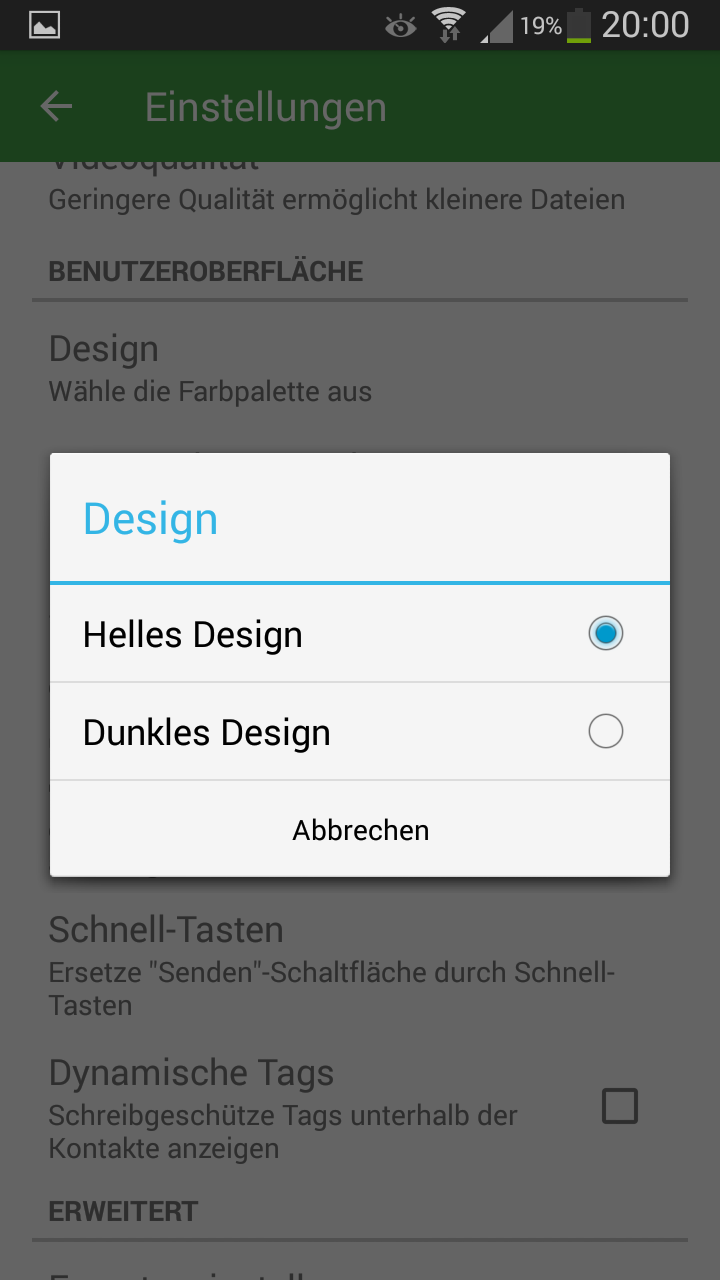 19%
20:00
Einstellungen
Videoqualität
Geringere Qualität ermöglicht kleinere Dateien
BENUTZEROBERFLÄCHE
Design
Wähle die Farbpalette aus
Design
Helles Design
Dunkles Design
Abbrechen
Schnell-Tasten
Ersetze "Senden"-Schaltfläche durch Schnell-
Tasten
Dynamische Tags
Schreibgeschütze Tags unterhalb der
Kontakte anzeigen
ERWEITERT